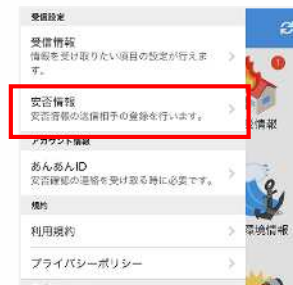 受信設定
受信情報
情報を受け取りたい項目の設定が行えま
す。
安否情報
安否情報の送信相手の登録を行います。
アカウント情報
あんあんID
安否確認の連絡を受け取る時に必要です。
規約
利用規約
プライバシーポリシー
情報
環境情報